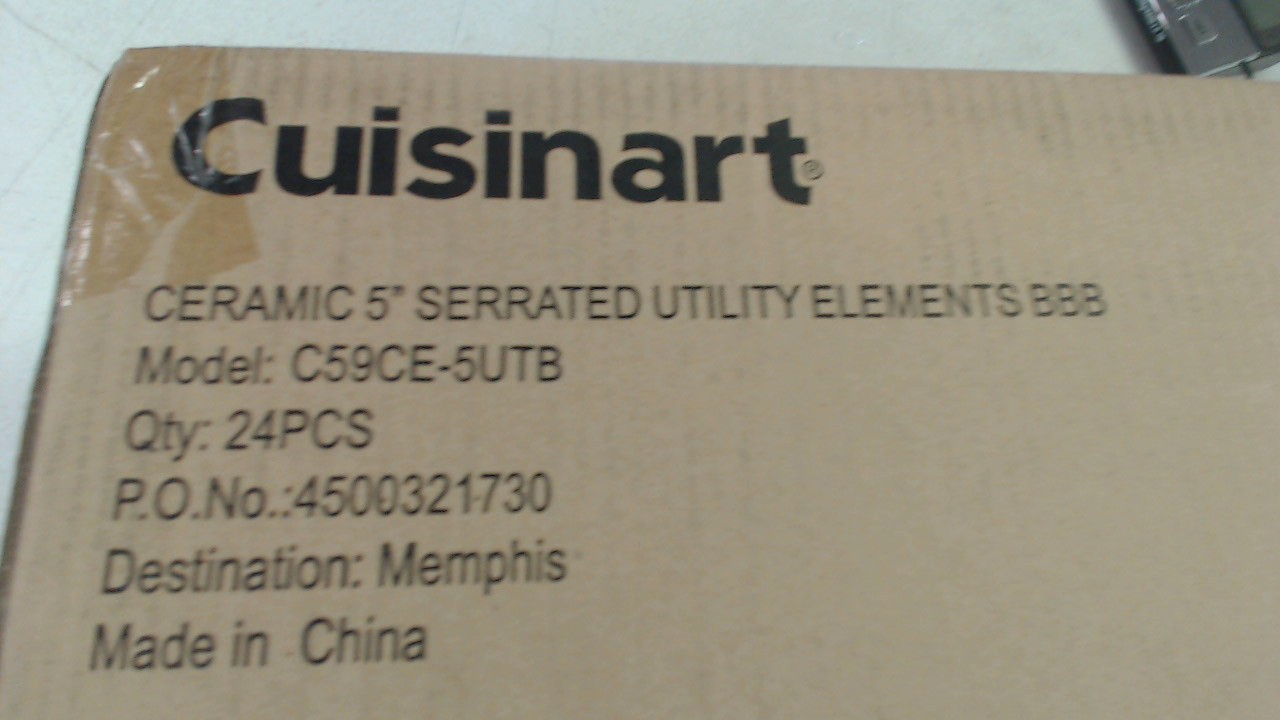 Cuisinart®
CERAMIC 5” SERRATED UTILITY ELEMENTS BBB
Model: C59CE-5UTB
Qty: 24PCS
P.O.No.:4500321730
Destination: Memphis
Made in China